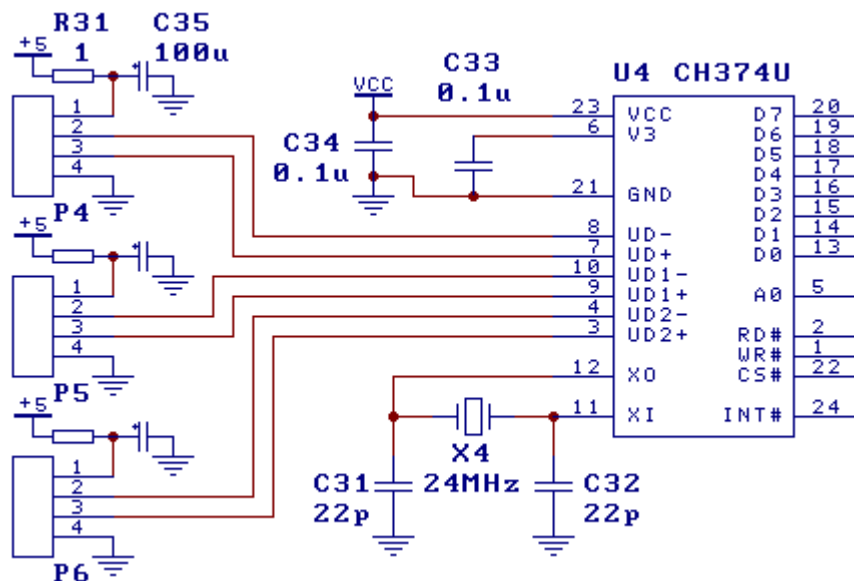 R31 C35
+5 1 100u
1
2
3
4
P4
+5
1
2
3
4
P5
+5
1
2
3
4
P6
VCC
C33
0.1u
C34
0.1u
U4 CH374U
23 VCC D7 20
6 V3 D6 19
D5 18
D4 17
21 GND D3 16
D2 15
8 UD- D1 14
7 UD+ D0 13
10 UD1-
9 UD1+ A0 5
4 UD2-
3 UD2+ RD# 2
WR# 1
12 XO CS# 22
11 XI INT# 24
X4
C31 24MHz C32
22p 22p